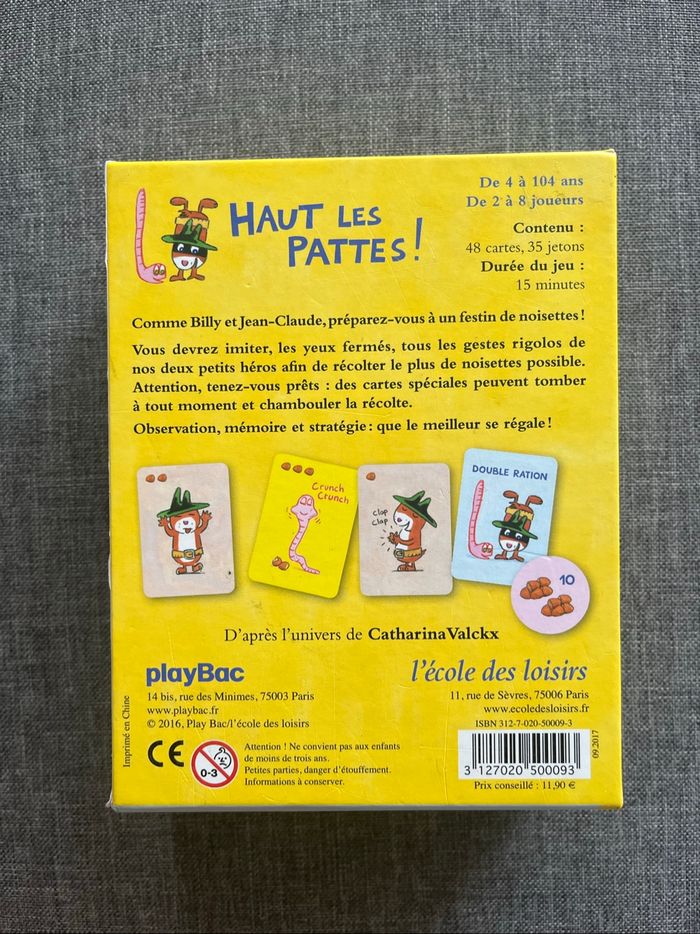 HAUT LES
PATTES !
De 4 à 104 ans
De 2 à 8 joueurs
Contenu :
48 cartes, 35 jetons
Durée du jeu :
15 minutes
Comme Billy et Jean-Claude, préparez-vous à un festin de noisettes !
Vous devrez imiter, les yeux fermés, tous les gestes rigolos de
nos deux petits héros afin de récolter le plus de noisettes possible.
Attention, tenez-vous prêts : des cartes spéciales peuvent tomber
à tout moment et chambouler la récolte.
Observation, mémoire et stratégie : que le meilleur se régale !
Crunch
Crunch
clap
clap
DOUBLE RATION
10
D'après l'univers de Catharina Valckx
playBac
14 bis, rue des Minimes, 75003 Paris
www.playbac.fr
© 2016, Play Bac/l'école des loisirs
l'école des loisirs
11, rue de Sèvres, 75006 Paris
www.ecoledesloisirs.fr
ISBN 312-7-020-50009-3
Imprimé en Chine
CE
0-3
Attention ! Ne convient pas aux enfants
de moins de trois ans.
Petites parties, danger d'étouffement.
Informations à conserver.
3 127020 500093
09.2017
Prix conseillé : 11,90 €